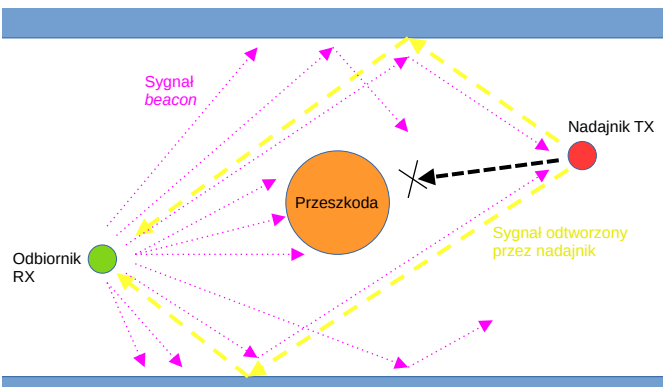 Sygnał
beacon
Nadajnik TX
Przeszkoda
Sygnał odtworzony
przez nadajnik
Odbiornik
RX